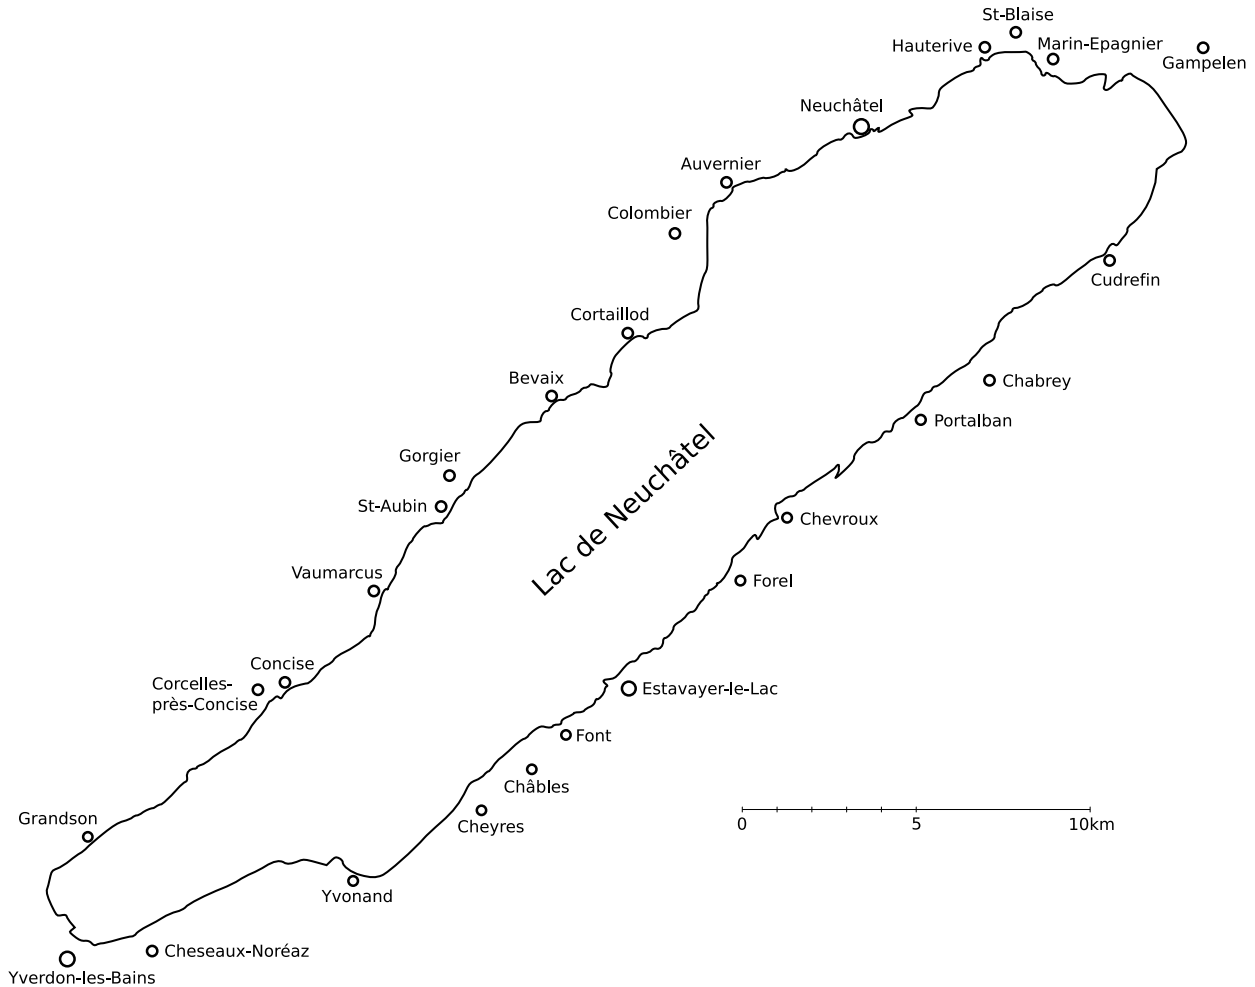 St-Blaise
Hauterive
Marin-Epagnier
Gampelen
Neuchâtel
Auvernier
Colombier
Cudrefin
Cortaillod
Bevaix
Chabrey
Portalban
Gorgier
St-Aubin
Lac de Neuchâtel
Chevroux
Vaumarcus
Forel
Concise
Corcelles-
près-Concise
Estavayer-le-Lac
Font
Châbles
Grandson
Cheyres
0 5 10km
Yvonand
Cheseaux-Noréaz
Yverdon-les-Bains